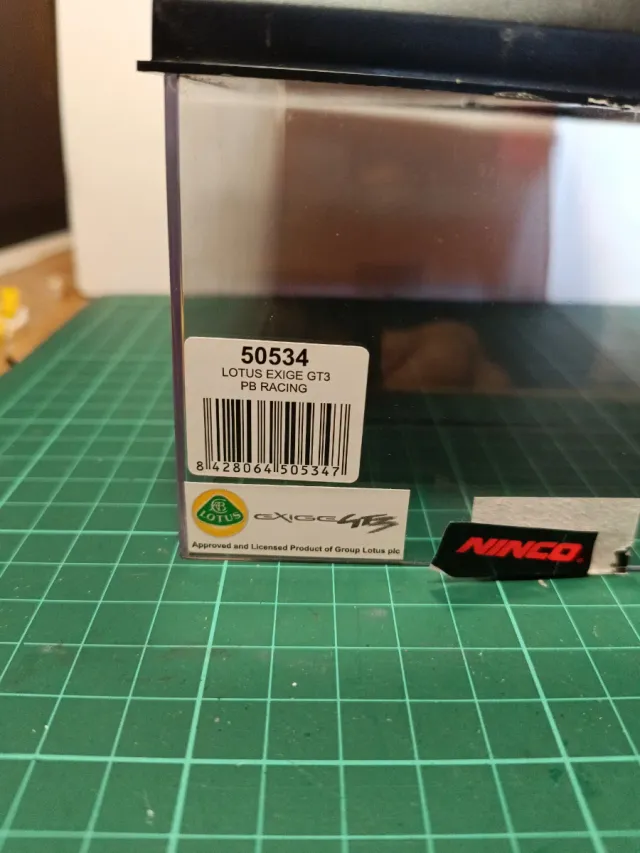 50534
LOTUS EXIGE GT3
PB RACING
8 428064 505347
LOTUS
EXIGE GT3
Approved and Licensed Product of Group Lotus plc
NINCO